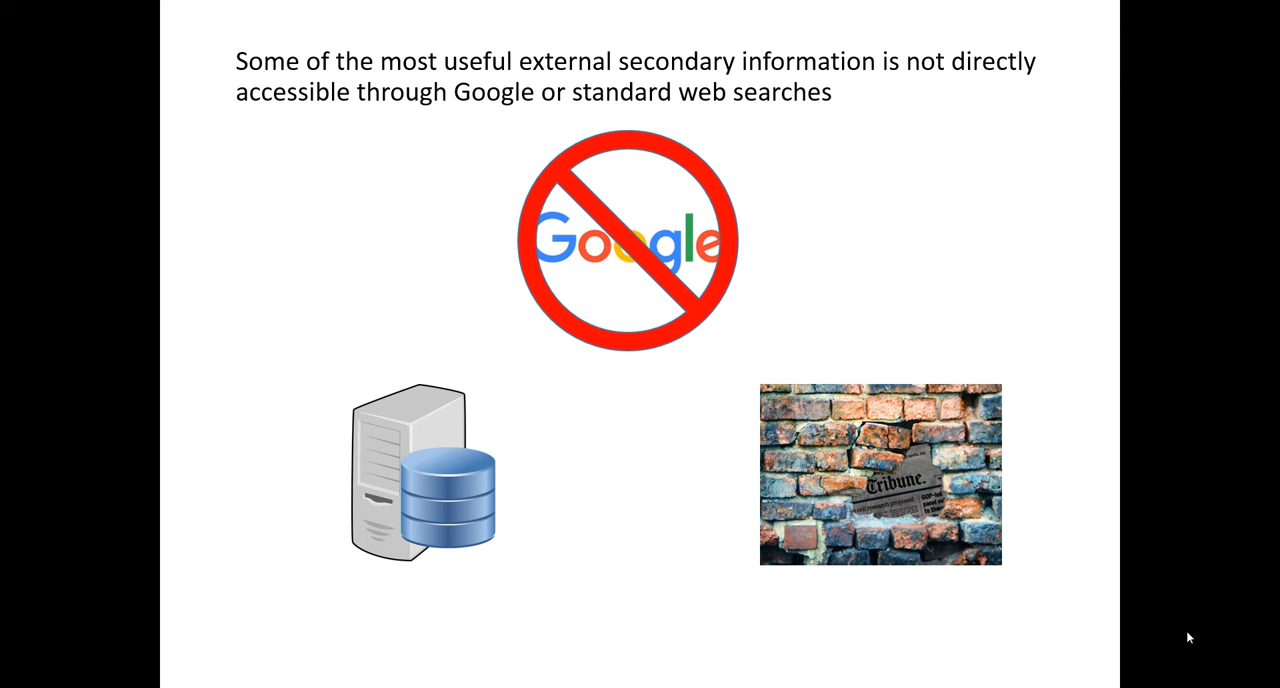 Some of the most useful external secondary information is not directly
accessible through Google or standard web searches
Google
Tribune.